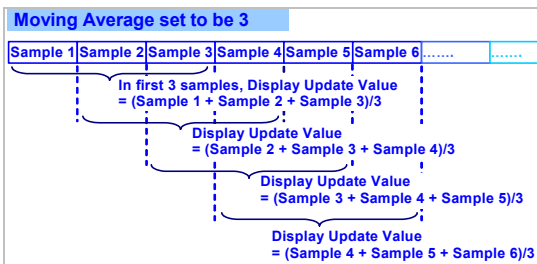 Moving Average set to be 3
Sample 1 Sample 2 Sample 3 Sample 4 Sample 5 Sample 6 ....... .......
In first 3 samples, Display Update Value
= (Sample 1 + Sample 2 + Sample 3)/3
Display Update Value
= (Sample 2 + Sample 3 + Sample 4)/3
Display Update Value
= (Sample 3 + Sample 4 + Sample 5)/3
Display Update Value
= (Sample 4 + Sample 5 + Sample 6)/3